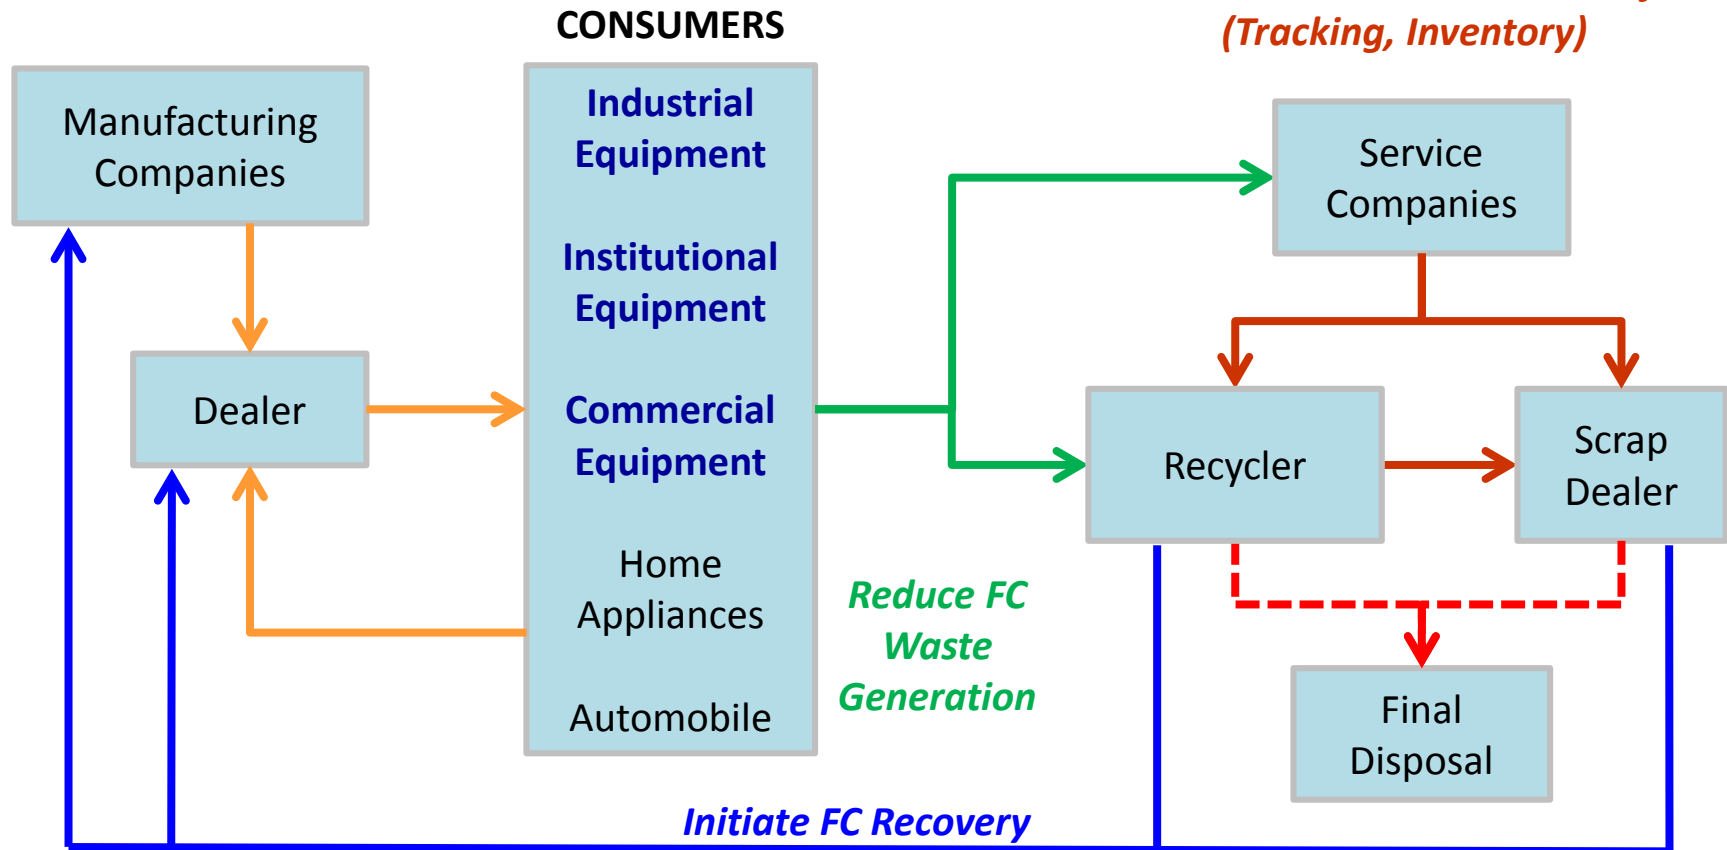 CONSUMERS
(Tracking, Inventory)
Manufacturing
Companies
Industrial
Equipment
Service
Companies
Institutional
Equipment
Dealer
Commercial
Equipment
Recycler
Scrap
Dealer
Home
Appliances
Reduce FC
Waste
Generation
Automobile
Final
Disposal
Initiate FC Recovery